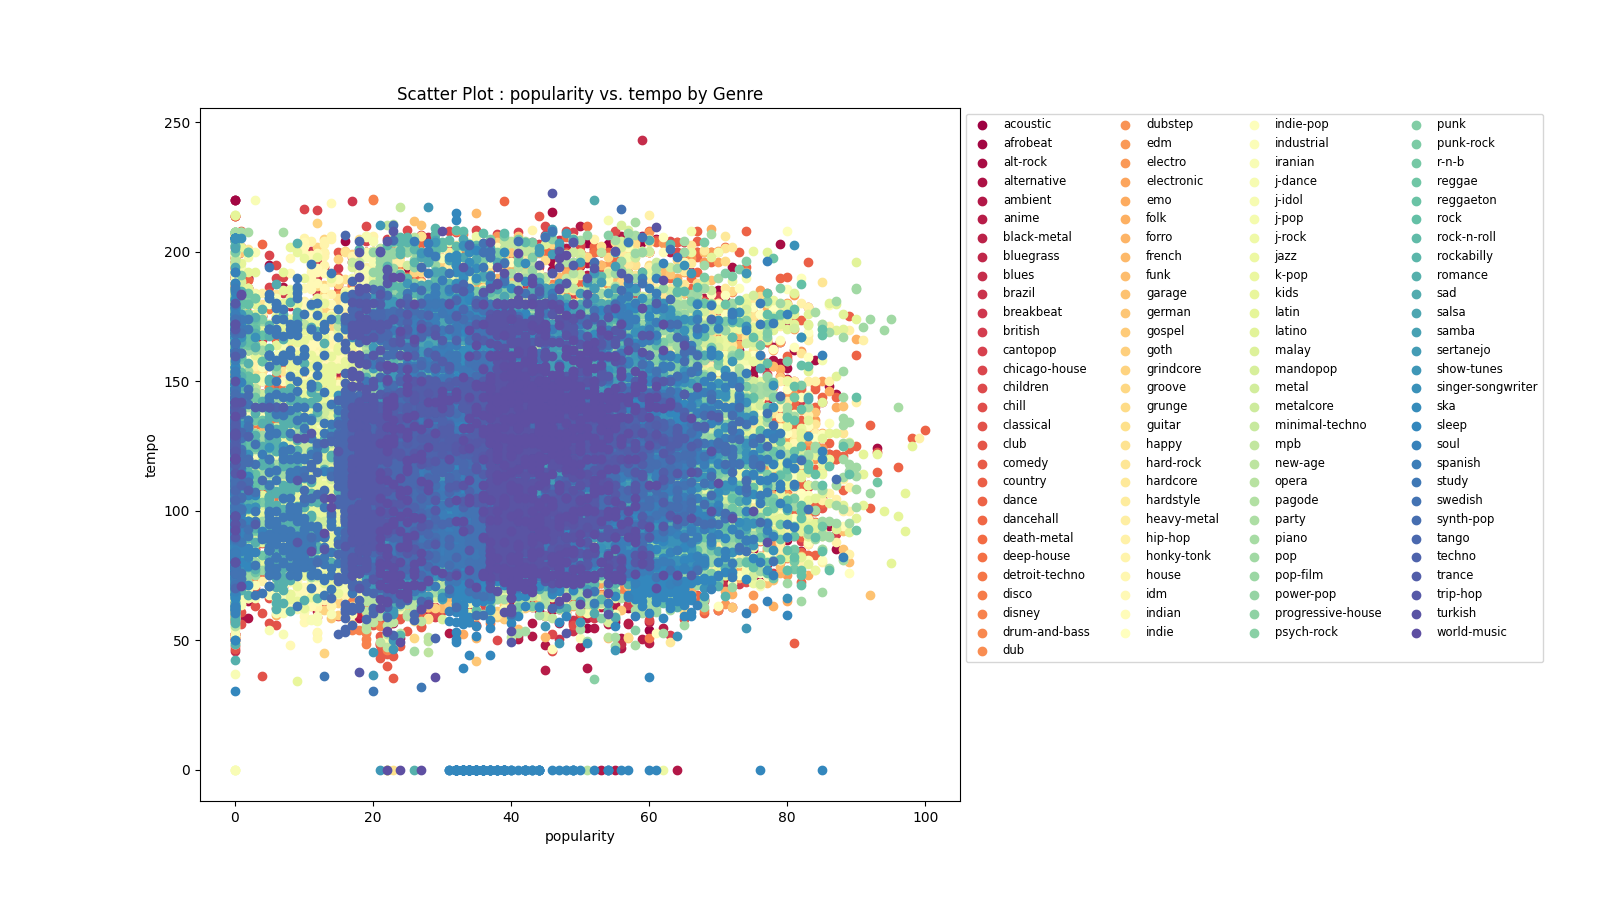 Scatter Plot : popularity vs. tempo by Genre
250
200
150
100
50
0
tempo
0 20 40 60 80 100
popularity
acoustic
afrobeat
alt-rock
alternative
ambient
anime
black-metal
bluegrass
blues
brazil
breakbeat
british
cantopop
chicago-house
children
chill
classical
club
comedy
country
dance
dancehall
death-metal
deep-house
detroit-techno
disco
disney
drum-and-bass
dub
dubstep
edm
electro
electronic
emo
folk
forro
french
funk
garage
german
gospel
goth
grindcore
groove
grunge
guitar
happy
hard-rock
hardcore
hardstyle
heavy-metal
hip-hop
honky-tonk
house
idm
indian
indie
indie-pop
industrial
iranian
j-dance
j-idol
j-pop
j-rock
jazz
k-pop
kids
latin
latino
malay
mandopop
metal
metalcore
minimal-techno
mpb
new-age
opera
pagode
party
piano
pop
pop-film
power-pop
progressive-house
psych-rock
punk
punk-rock
r-n-b
reggae
reggaeton
rock
rock-n-roll
rockabilly
romance
sad
salsa
samba
sertanejo
show-tunes
singer-songwriter
ska
sleep
soul
spanish
study
swedish
synth-pop
tango
techno
trance
trip-hop
turkish
world-music